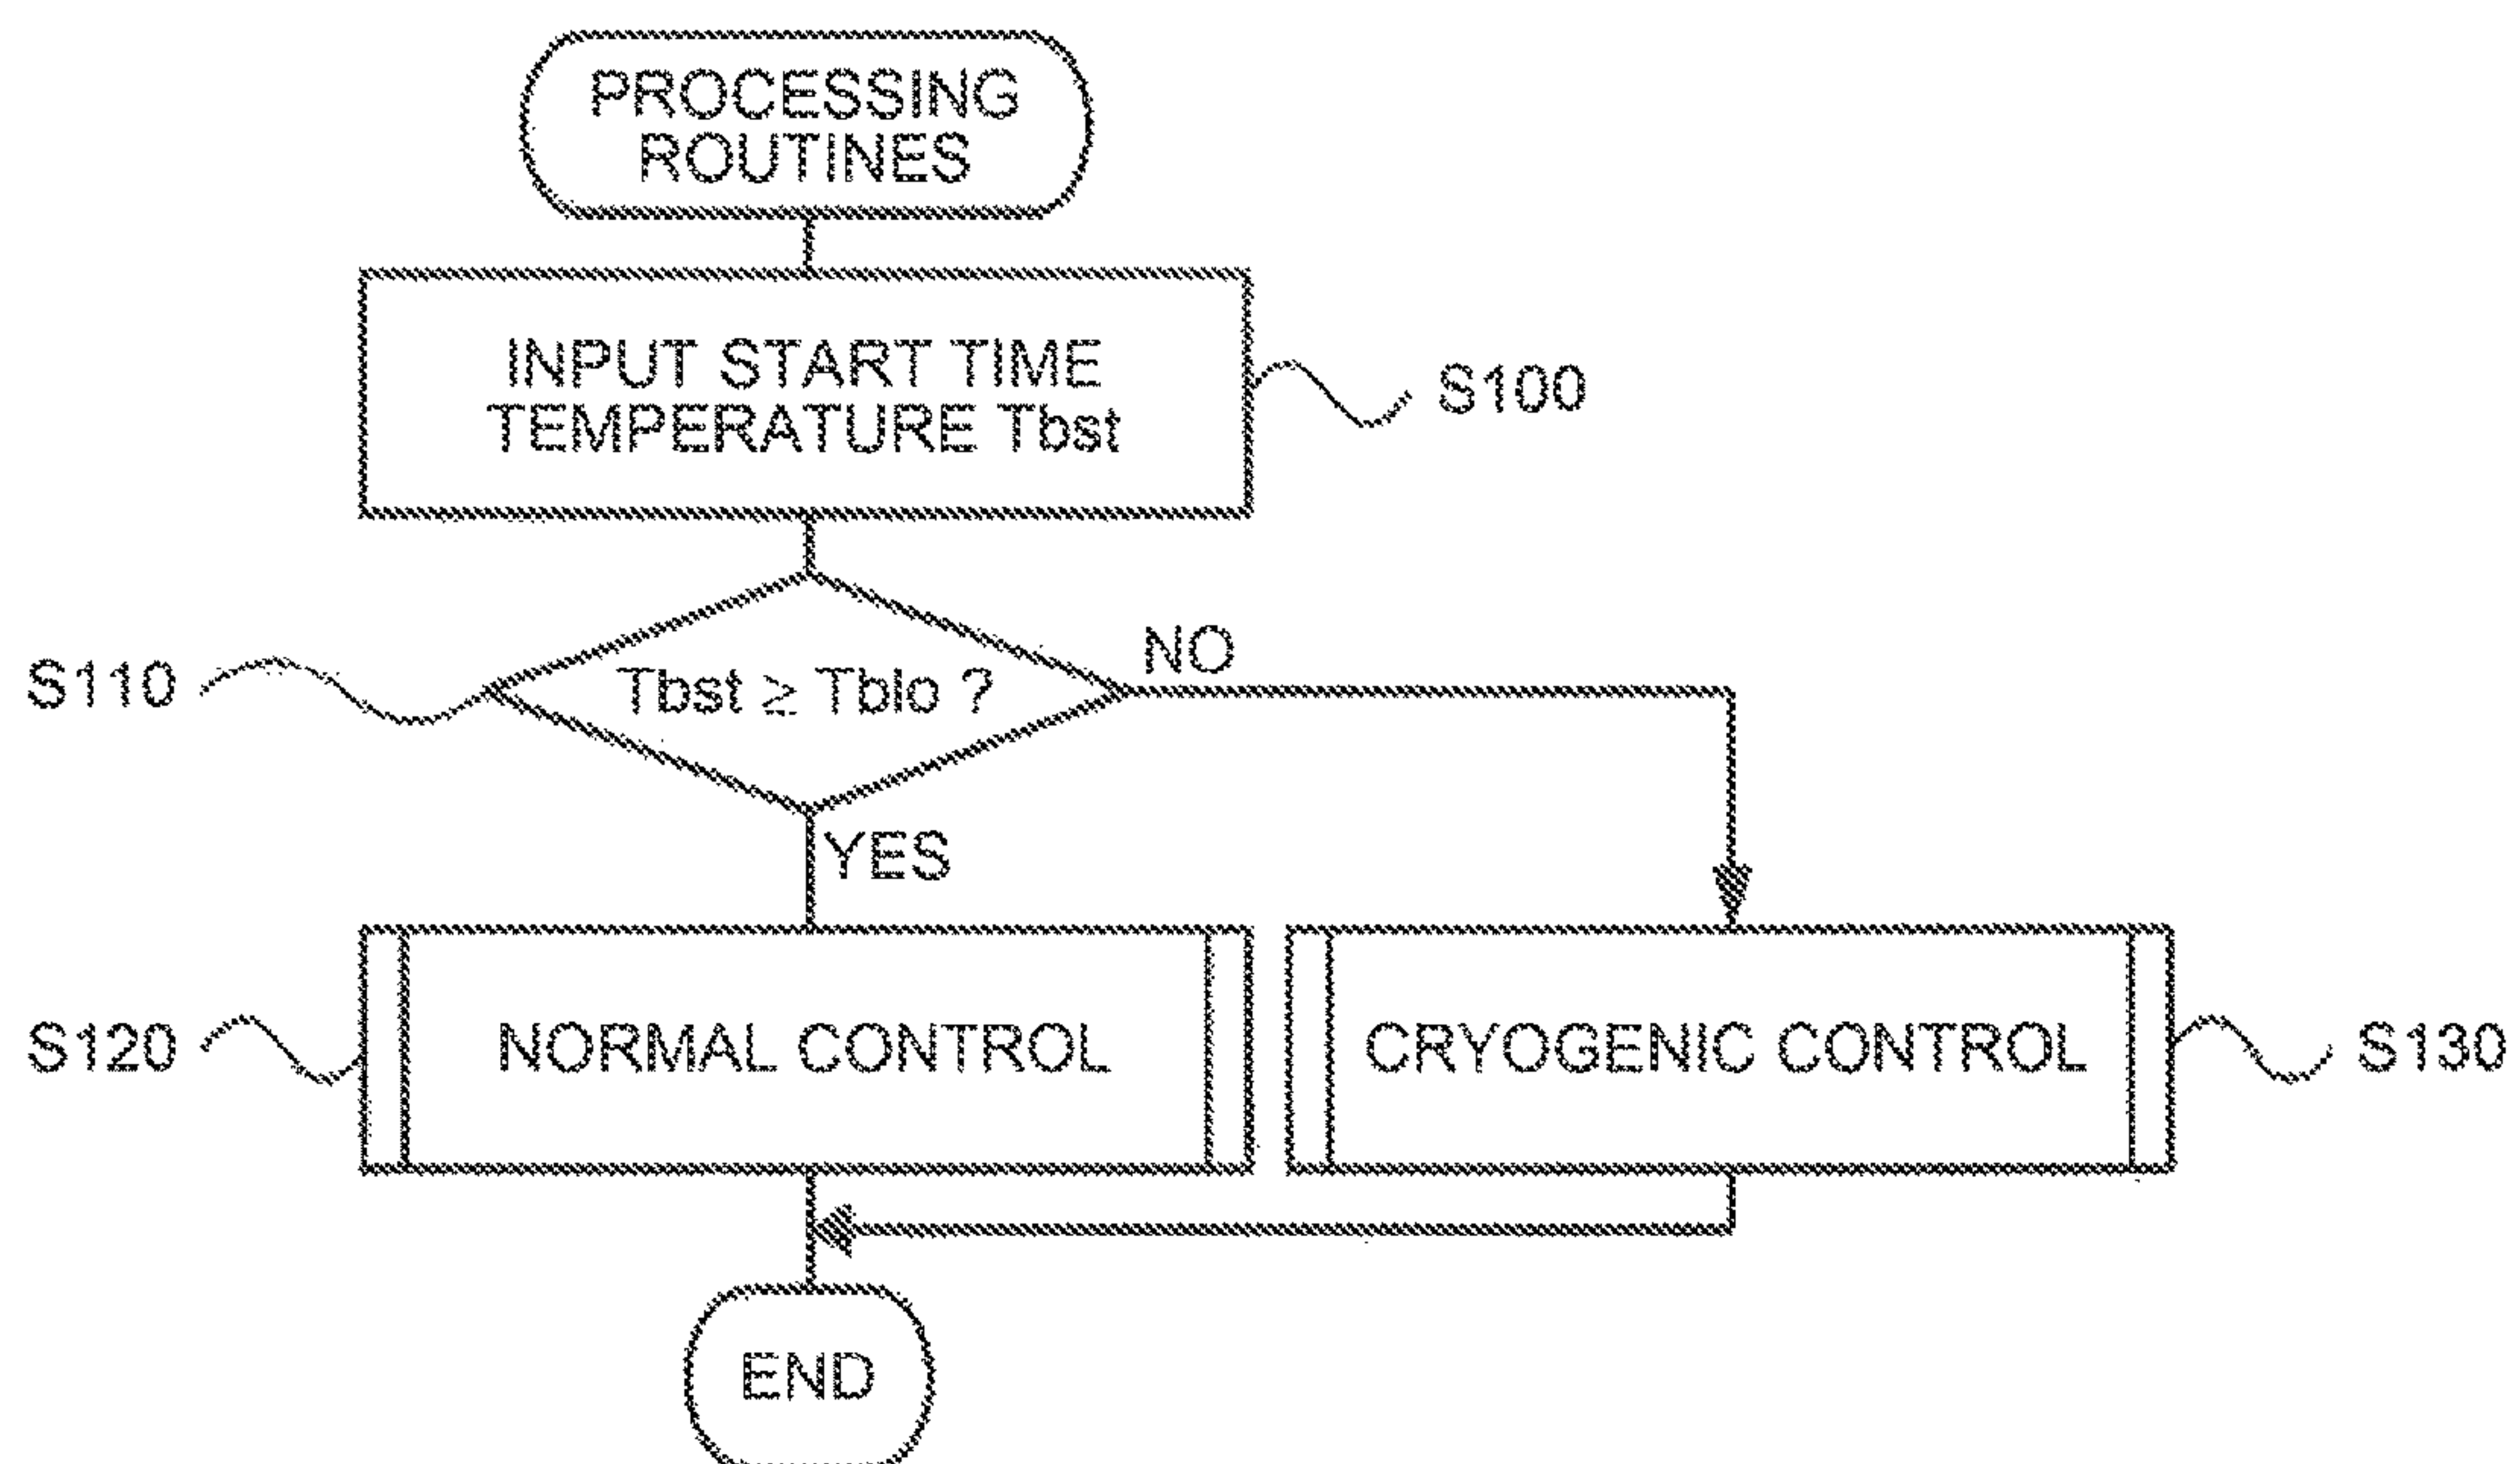 PROCESSING
ROUTINES
INPUT START TIME
TEMPERATURE Tbst
S100
S110
Tbst ≥ Tblo ?
NO
YES
S120
NORMAL CONTROL
CRYOGENIC CONTROL
S130
END